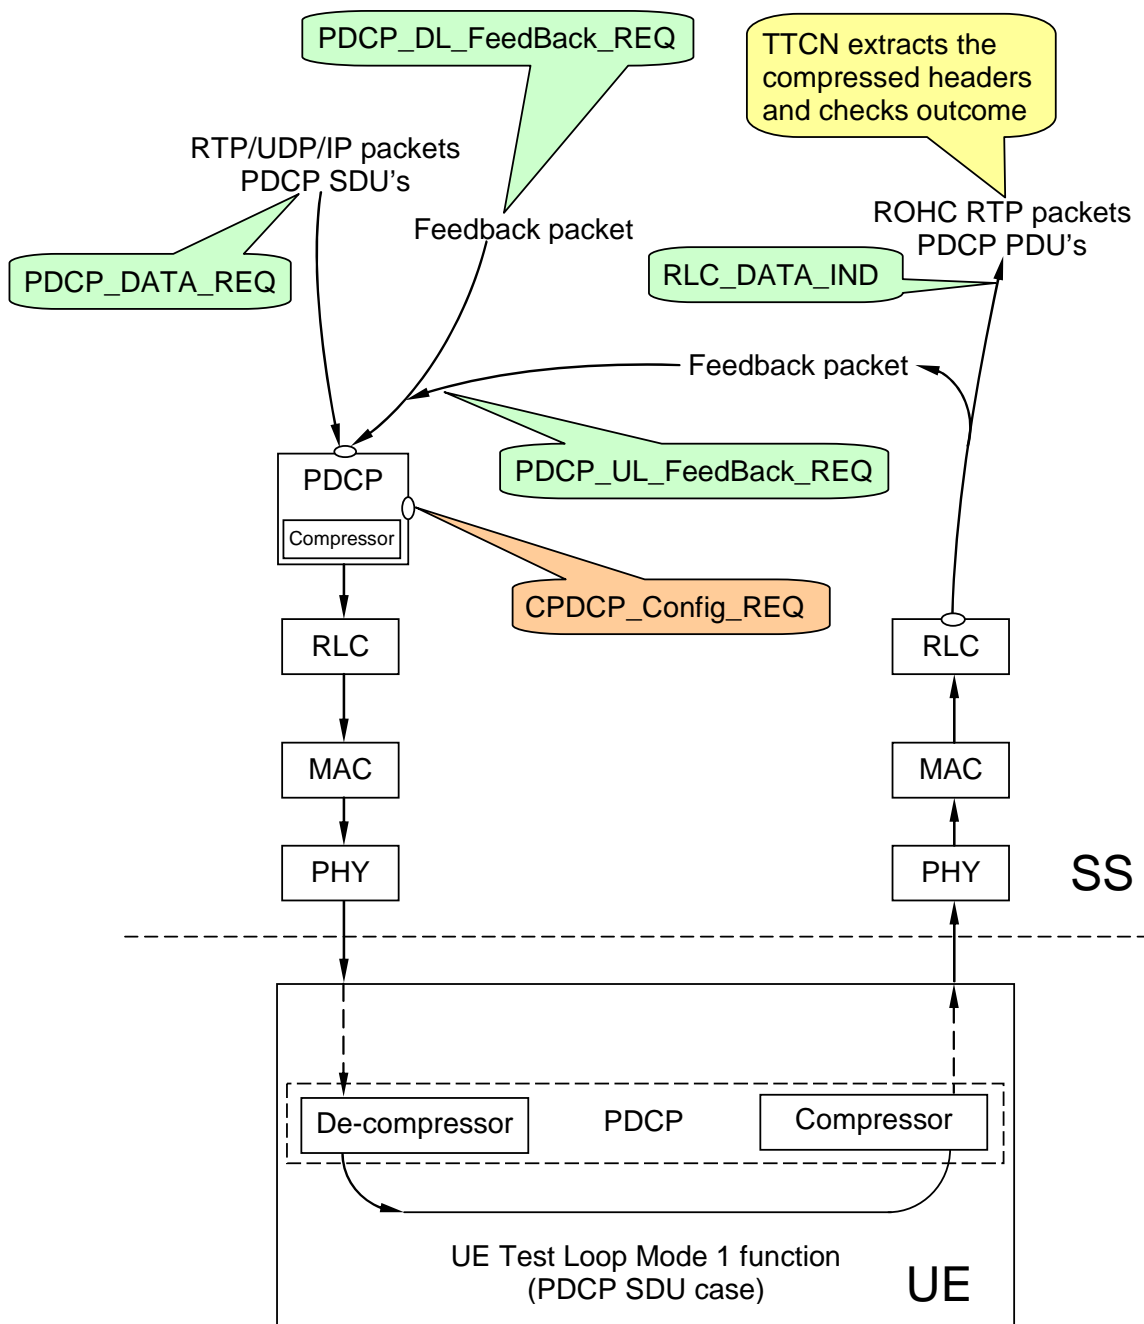 PDCP_DL_FeedBack_REQ
TTCN extracts the
compressed headers
and checks outcome
RTP/UDP/IP packets
PDCP SDU's
Feedback packet
ROHC RTP packets
PDCP PDU's
PDCP_DATA_REQ
RLC_DATA_IND
Feedback packet
PDCP_UL_FeedBack_REQ
PDCP
Compressor
CPDCP_Config_REQ
RLC
RLC
MAC
MAC
PHY
PHY
SS
De-compressor
PDCP
Compressor
UE Test Loop Mode 1 function
(PDCP SDU case)
UE